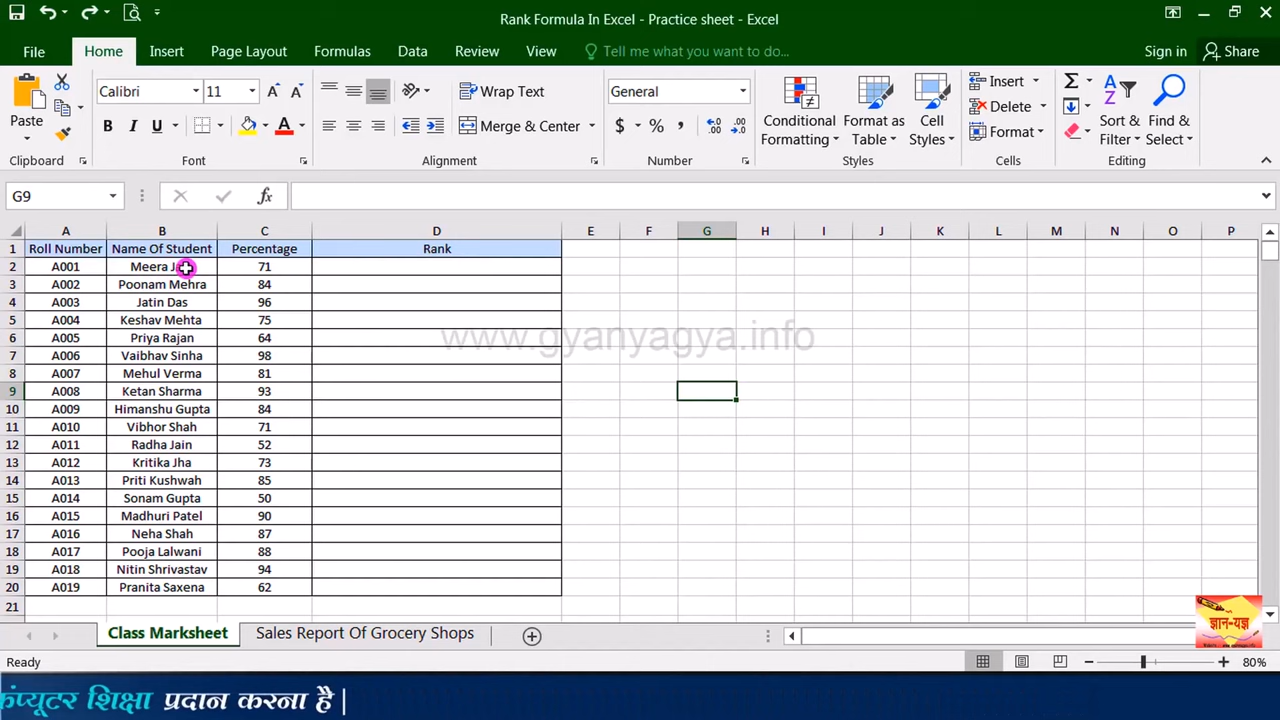 Rank Formula In Excel - Practice sheet - Excel
File Home Insert Page Layout Formulas Data Review View Tell me what you want to do... Sign in Share
Paste
Clipboard
Calibri 11
B I U A
Font
Wrap Text
Merge & Center
Alignment
General
$ % ,
Number
Conditional Formatting
Format as Table
Cell Styles
Styles
Insert
Delete
Format
Cells
Sort & Filter
Find & Select
Editing
G9 fx
A B C D E F G H I J K L M N O P
1 Roll Number Name Of Student Percentage Rank
2 A001 Meera 71
3 A002 Poonam Mehra 84
4 A003 Jatin Das 96
5 A004 Keshav Mehta 75
6 A005 Priya Rajan 64
www.gyanyagya.info
7 A006 Vaibhav Sinha 98
8 A007 Mehul Verma 81
9 A008 Ketan Sharma 93
10 A009 Himanshu Gupta 84
11 A010 Vibhor Shah 71
12 A011 Radha Jain 52
13 A012 Kritika Jha 73
14 A013 Priti Kushwah 85
15 A014 Sonam Gupta 50
16 A015 Madhuri Patel 90
17 A016 Neha Shah 87
18 A017 Pooja Lalwani 88
19 A018 Nitin Shrivastav 94
20 A019 Pranita Saxena 62
21
ज्ञान-यज्ञ
Class Marksheet Sales Report Of Grocery Shops
Ready 80%
कंप्यूटर शिक्षा प्रदान करना है |